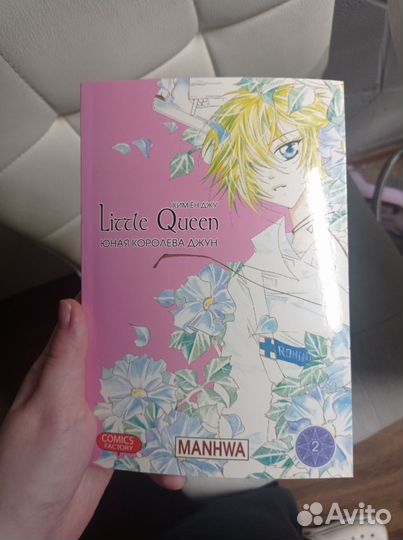 КИМ ЕН ДЖУ
Little Queen
ЮНАЯ КОРОЛЕВА ДЖУН
COMICS
FACTORY
MANHWA
2
Avito